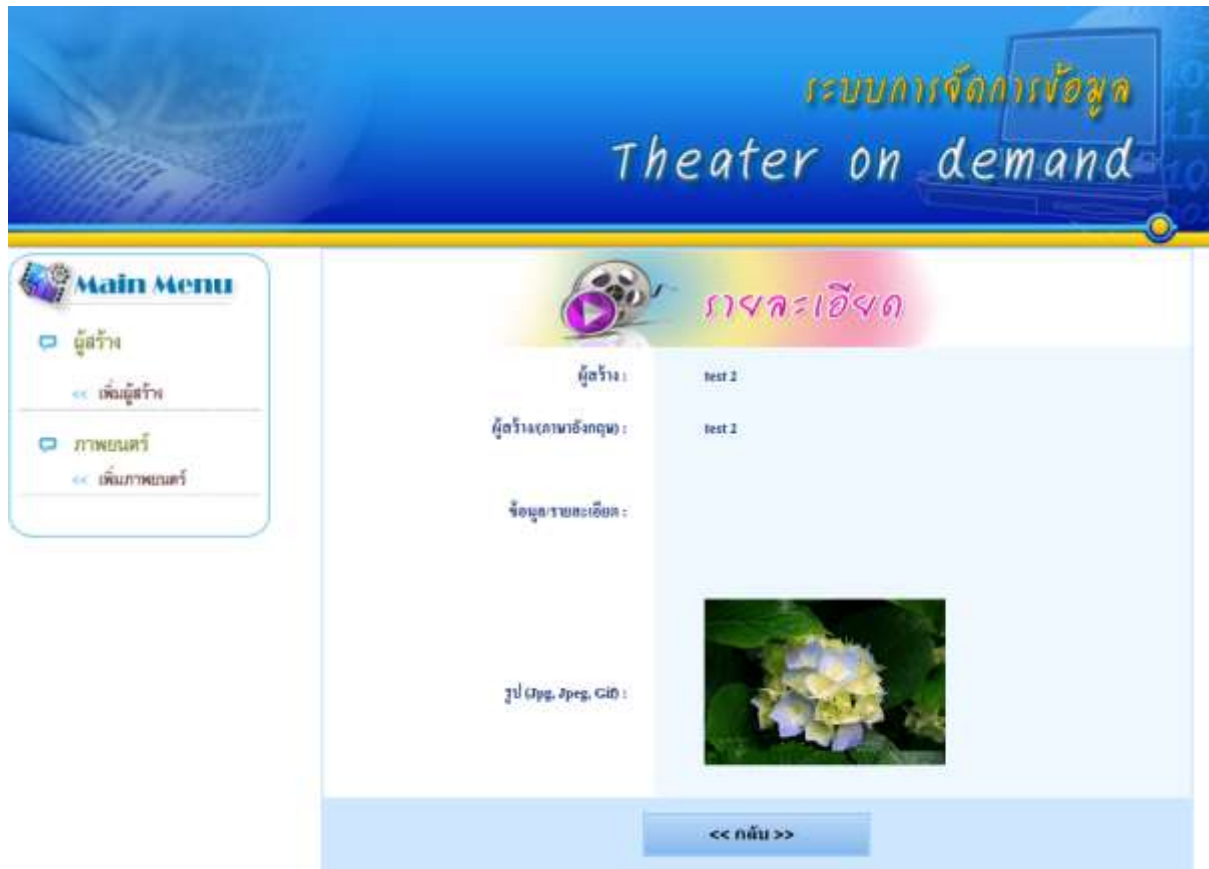 ระบบการจัดการข้อมูล
Theater on demand
Main Menu
ผู้สร้าง
<< เพิ่มผู้สร้าง
ภาพยนตร์
<< เพิ่มภาพยนตร์
รายละเอียด
ผู้สร้าง : test 2
ผู้สร้าง(ภาษาอังกฤษ) : test 2
ข้อมูล/รายละเอียด :
รูป (Jpg, Jpeg, Gif) :
<< กลับ >>